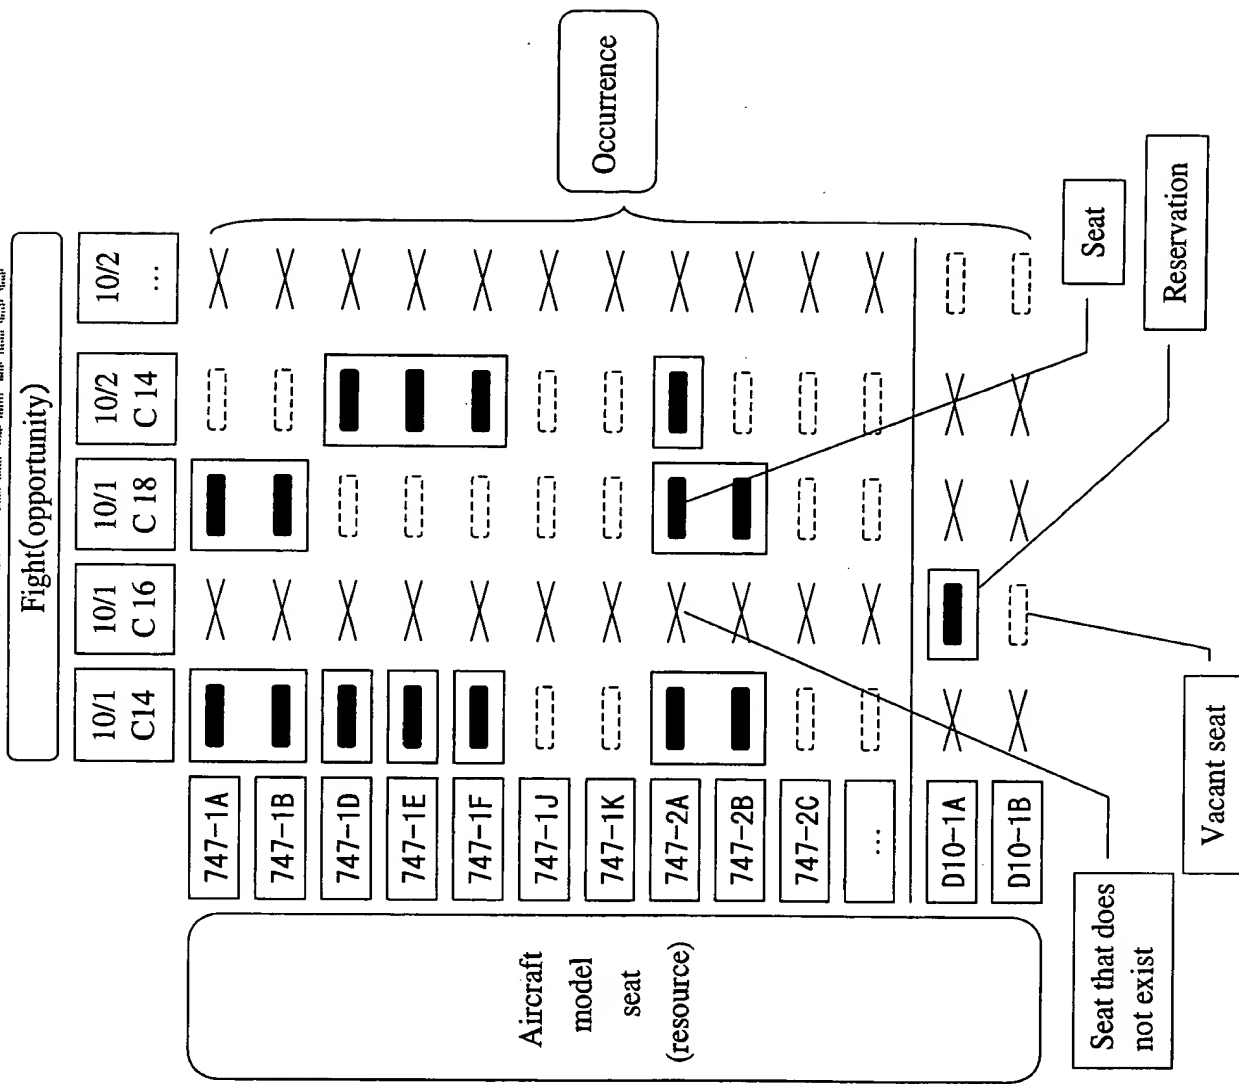 Fight(opportunity)
10/1
C14
10/1
C 16
10/1
C 18
10/2
C 14
10/2
...
Aircraft
model
seat
(resource)
747-1A
747-1B
747-1D
747-1E
747-1F
747-1J
747-1K
747-2A
747-2B
747-2C
...
D10-1A
D10-1B
Occurrence
Seat that does
not exist
Vacant seat
Seat
Reservation